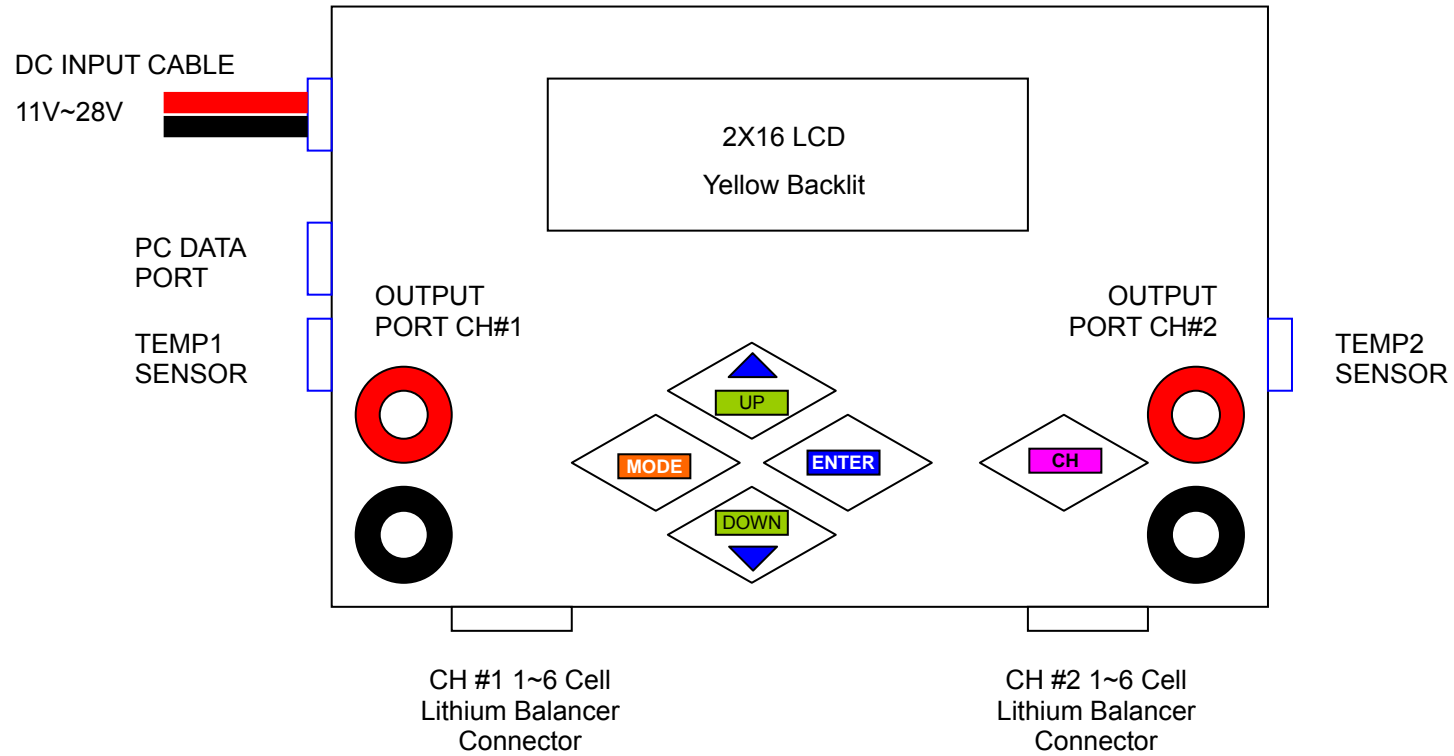 DC INPUT CABLE
11V~28V
2X16 LCD
Yellow Backlit
PC DATA
PORT
OUTPUT
PORT CH#1
OUTPUT
PORT CH#2
TEMP1
SENSOR
TEMP2
SENSOR
UP
MODE
ENTER
CH
DOWN
CH #1 1~6 Cell
Lithium Balancer
Connector
CH #2 1~6 Cell
Lithium Balancer
Connector